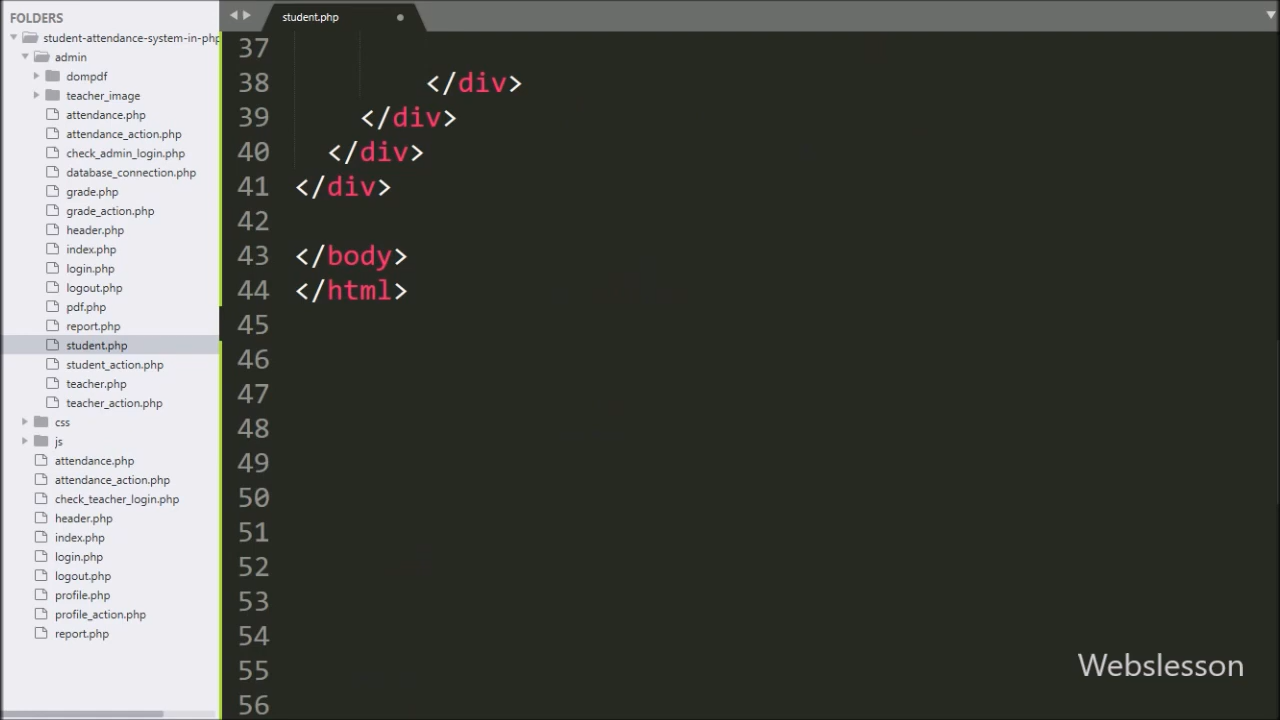 FOLDERS
student-attendance-system-in-php
admin
dompdf
teacher_image
attendance.php
attendance_action.php
check_admin_login.php
database_connection.php
grade.php
grade_action.php
header.php
index.php
login.php
logout.php
pdf.php
report.php
student.php
student_action.php
teacher.php
teacher_action.php
css
js
attendance.php
attendance_action.php
check_teacher_login.php
header.php
index.php
login.php
logout.php
profile.php
profile_action.php
report.php
student.php
37
38 </div>
39 </div>
40 </div>
41 </div>
42
43 </body>
44 </html>
45
46
47
48
49
50
51
52
53
54
55
56
Webslesson